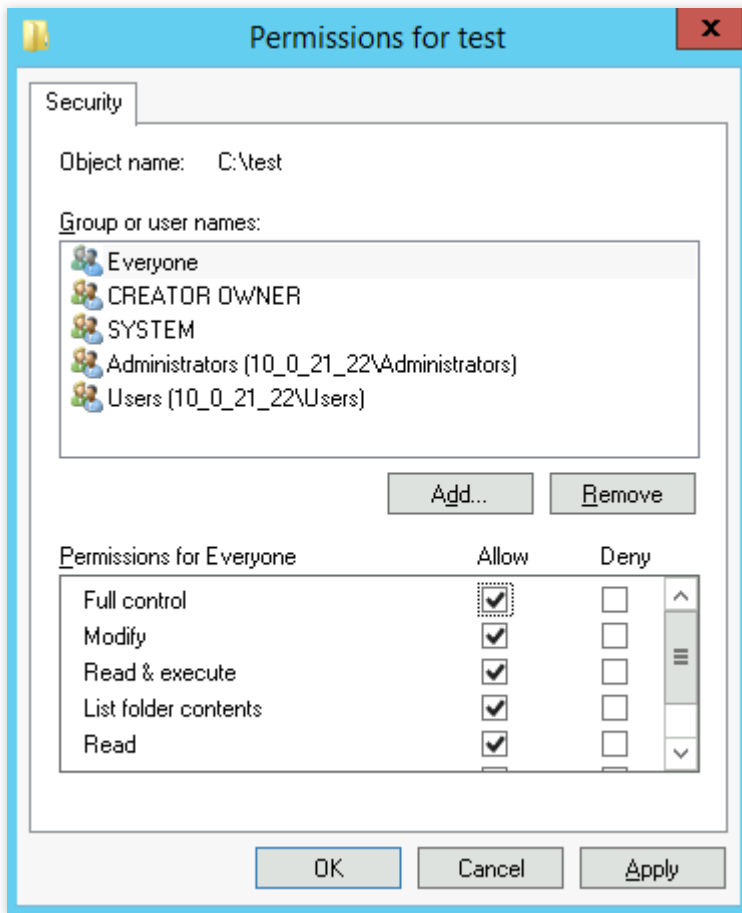 Permissions for test
x
Security
Object name: C:\test
Group or user names:
Everyone
CREATOR OWNER
SYSTEM
Administrators (10_0_21_22\Administrators)
Users (10_0_21_22\Users)
Add... Remove
Permissions for Everyone Allow Deny
Full control
Modify
Read & execute
List folder contents
Read
OK Cancel Apply